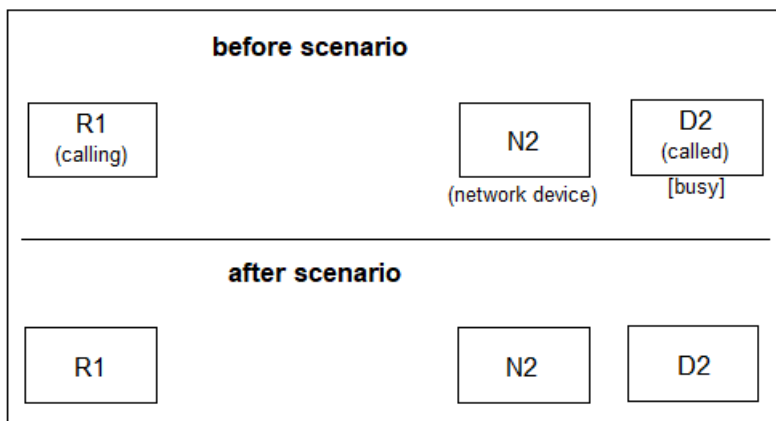 before scenario
R1
(calling)
N2
(network device)
D2
(called)
[busy]
after scenario
R1
N2
D2